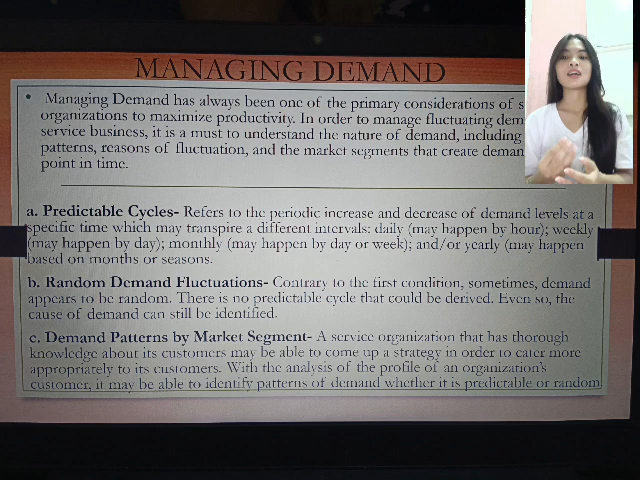 MANAGING DEMAND
• Managing Demand has always been one of the primary considerations of
organizations to maximize productivity. In order to manage fluctuating
service business, it is a must to understand the nature of demand, including
patterns, reasons of fluctuation, and the market segments that create
point in time.
a. Predictable Cycles- Refers to the periodic increase and decrease of demand levels at a
specific time which may transpire a different intervals: daily (may happen by hour); weekly
(may happen by day); monthly (may happen by day or week); and/or yearly (may happen
based on months or seasons.
b. Random Demand Fluctuations- Contrary to the first condition, sometimes, demand
appears to be random. There is no predictable cycle that could be derived. Even so, the
cause of demand can still be identified.
c. Demand Patterns by Market Segment- A service organization that has thorough
knowledge about its customers may be able to come up a strategy in order to cater more
appropriately to its customers. With the analysis of the profile of an organization's
customer, it may be able to identify patterns of demand whether it is predictable or random